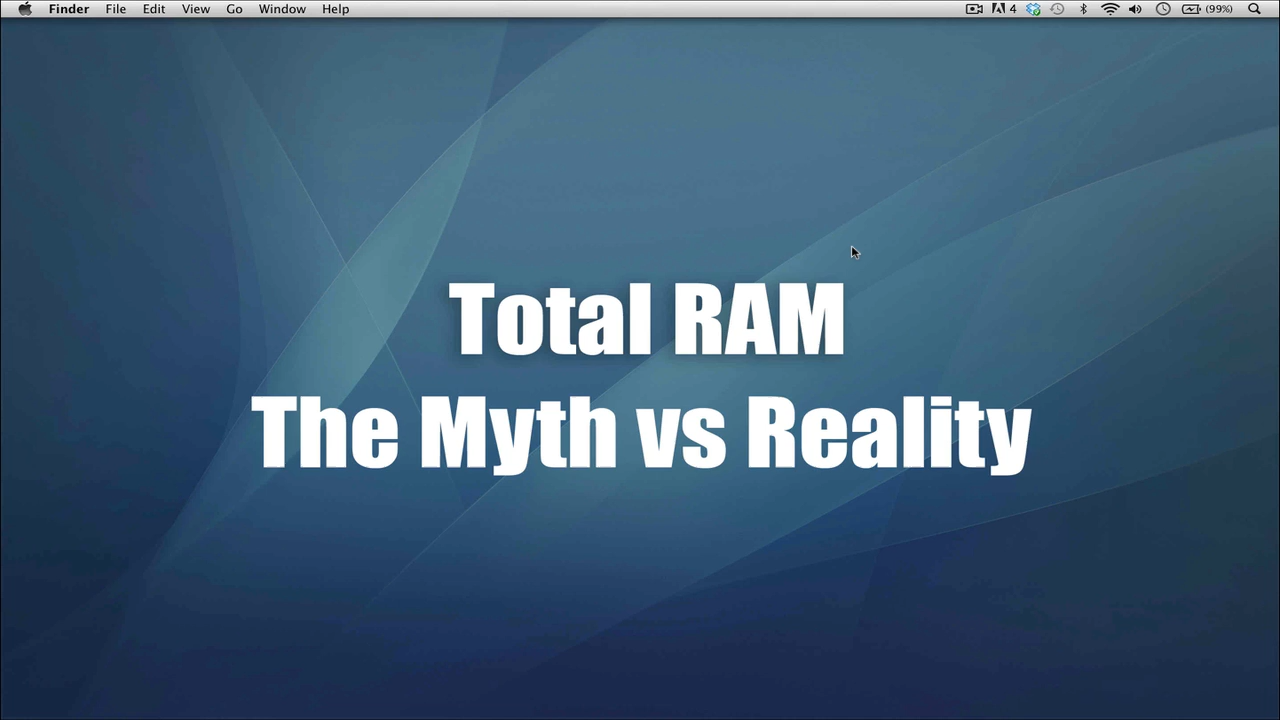 Finder File Edit View Go Window Help 4 (99%)
Total RAM
The Myth vs Reality